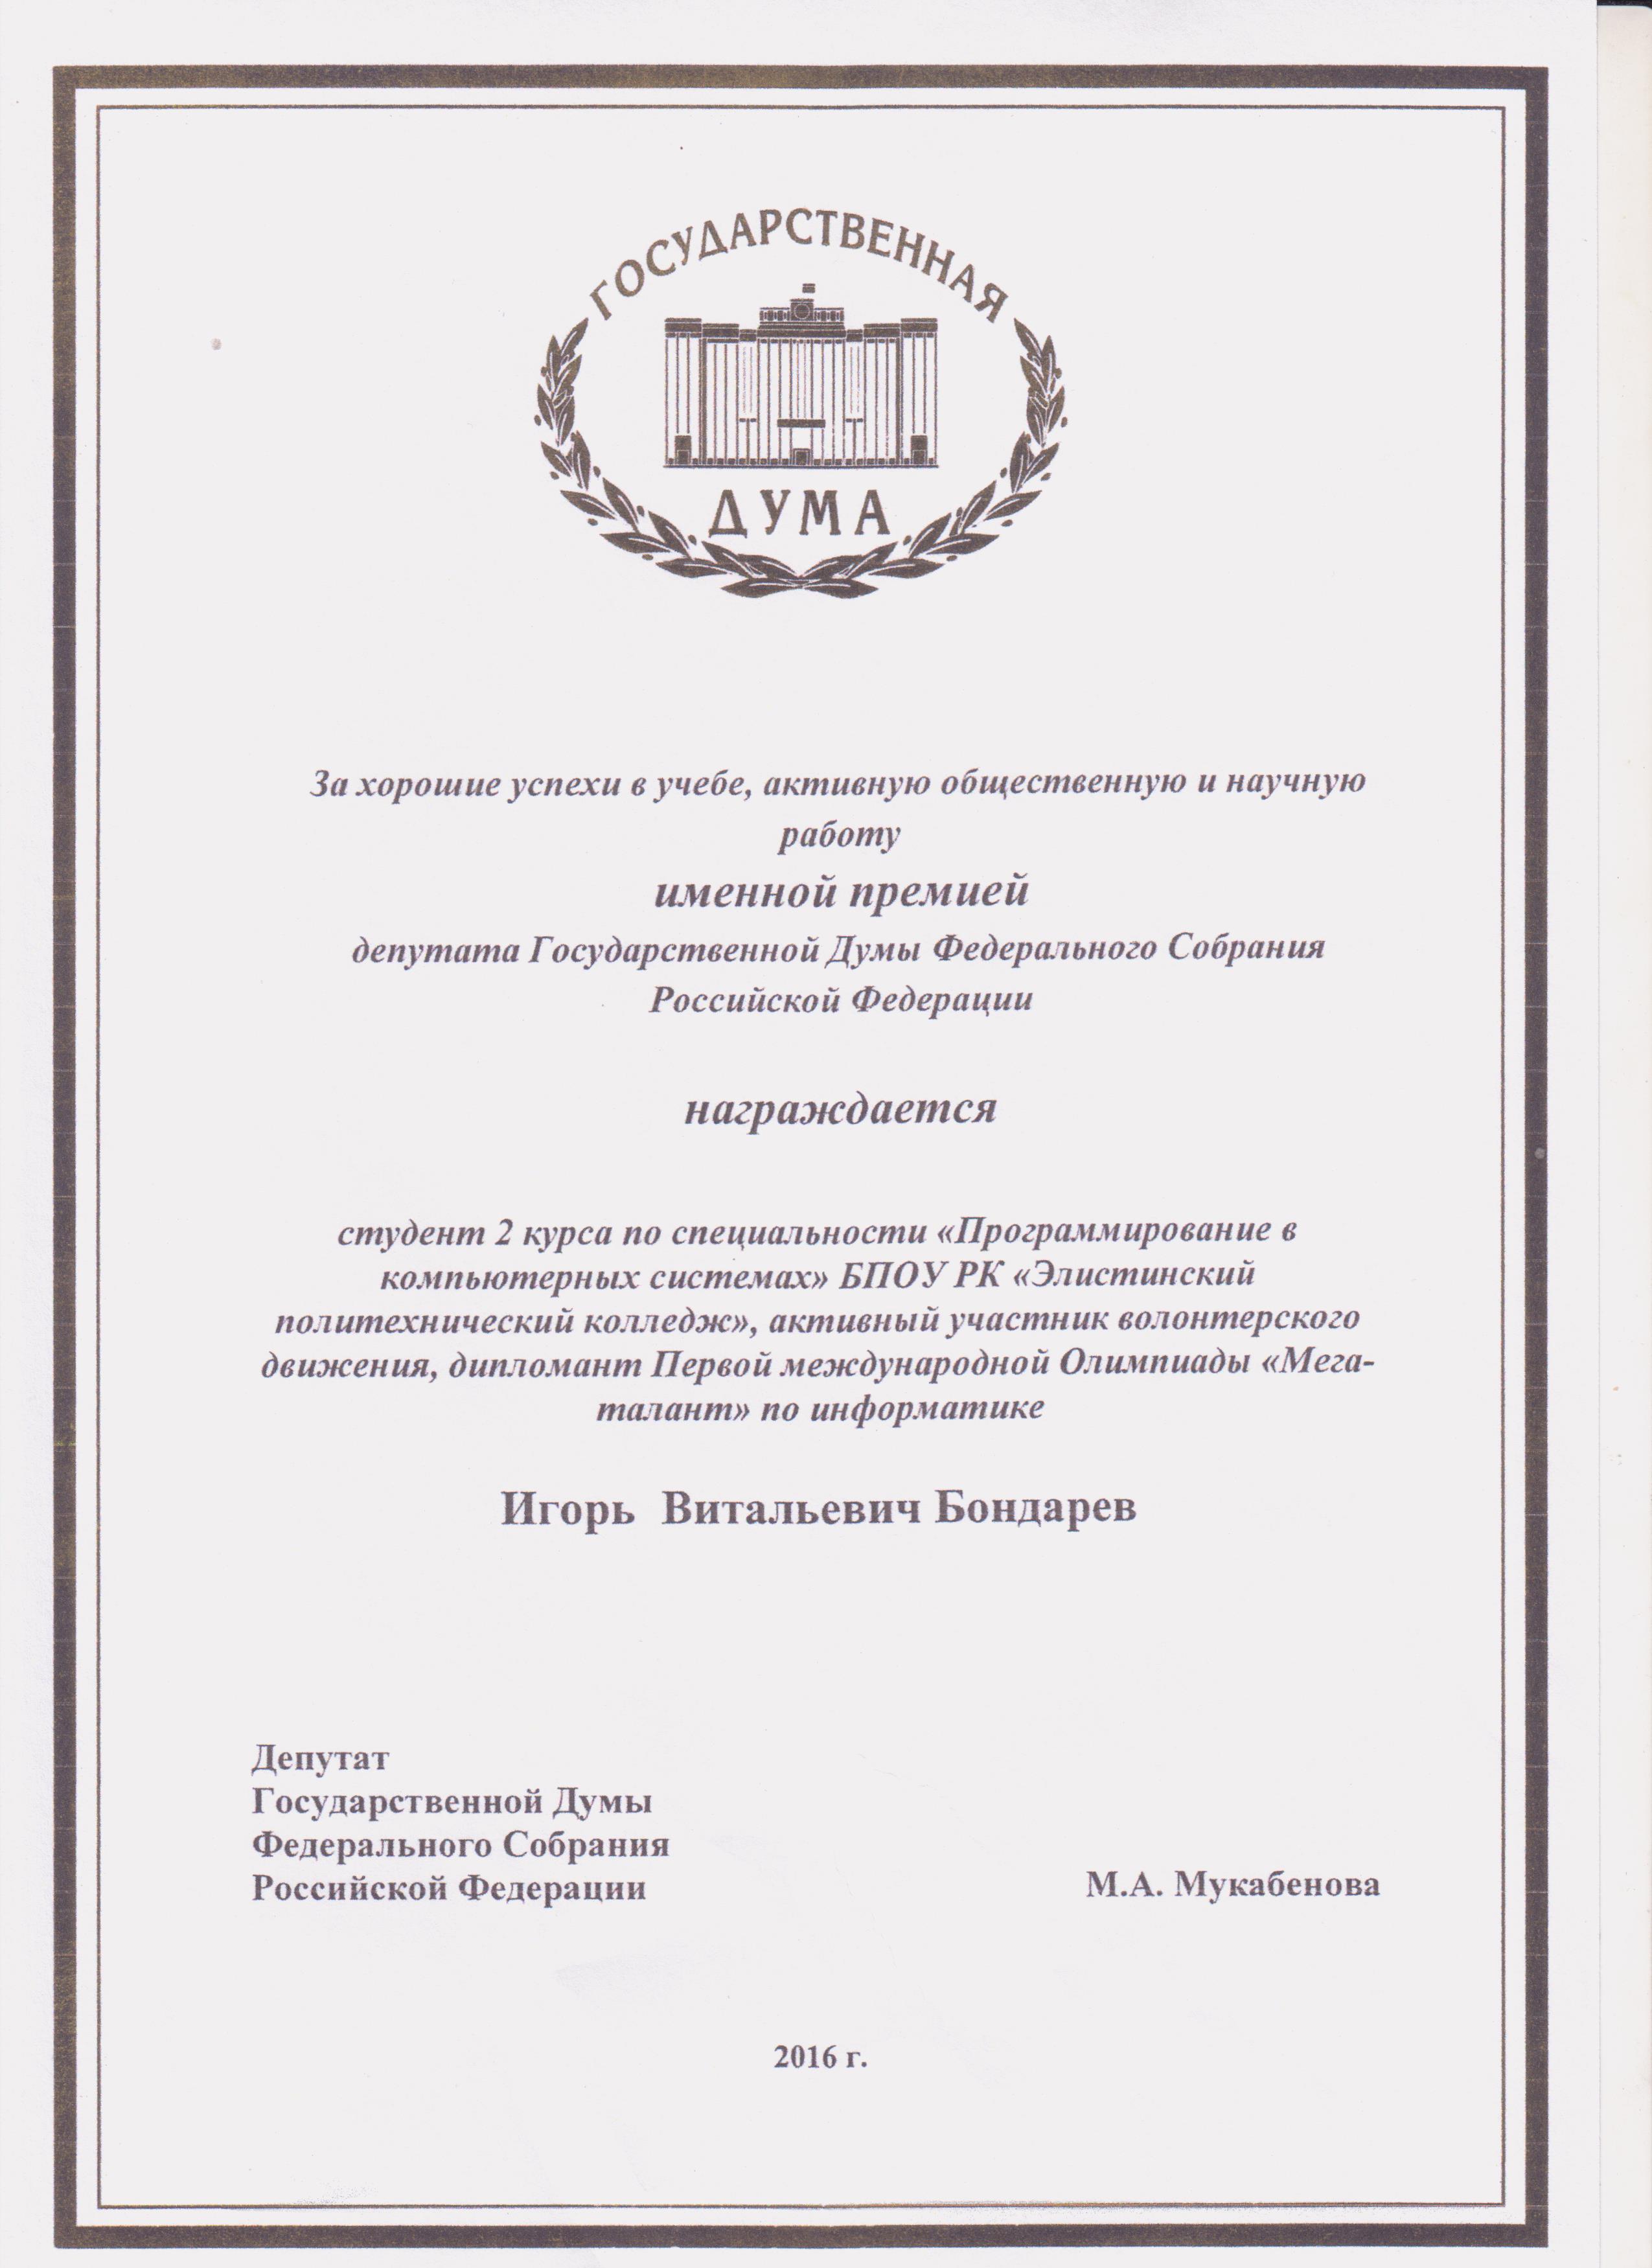 ГОСУДАРСТВЕННАЯ
ДУМА
За хорошие успехи в учебе, активную общественную и научную
работу
именной премией
депутата Государственной Думы Федерального Собрания
Российской Федерации
награждается
студент 2 курса по специальности «Программирование в
компьютерных системах» БПОУ РК «Элистинский
политехнический колледж», активный участник волонтерского
движения, дипломант Первой международной Олимпиады «Мега-
талант» по информатике
Игорь Витальевич Бондарев
Депутат
Государственной Думы
Федерального Собрания
Российской Федерации
М.А. Мукабенова
2016 г.